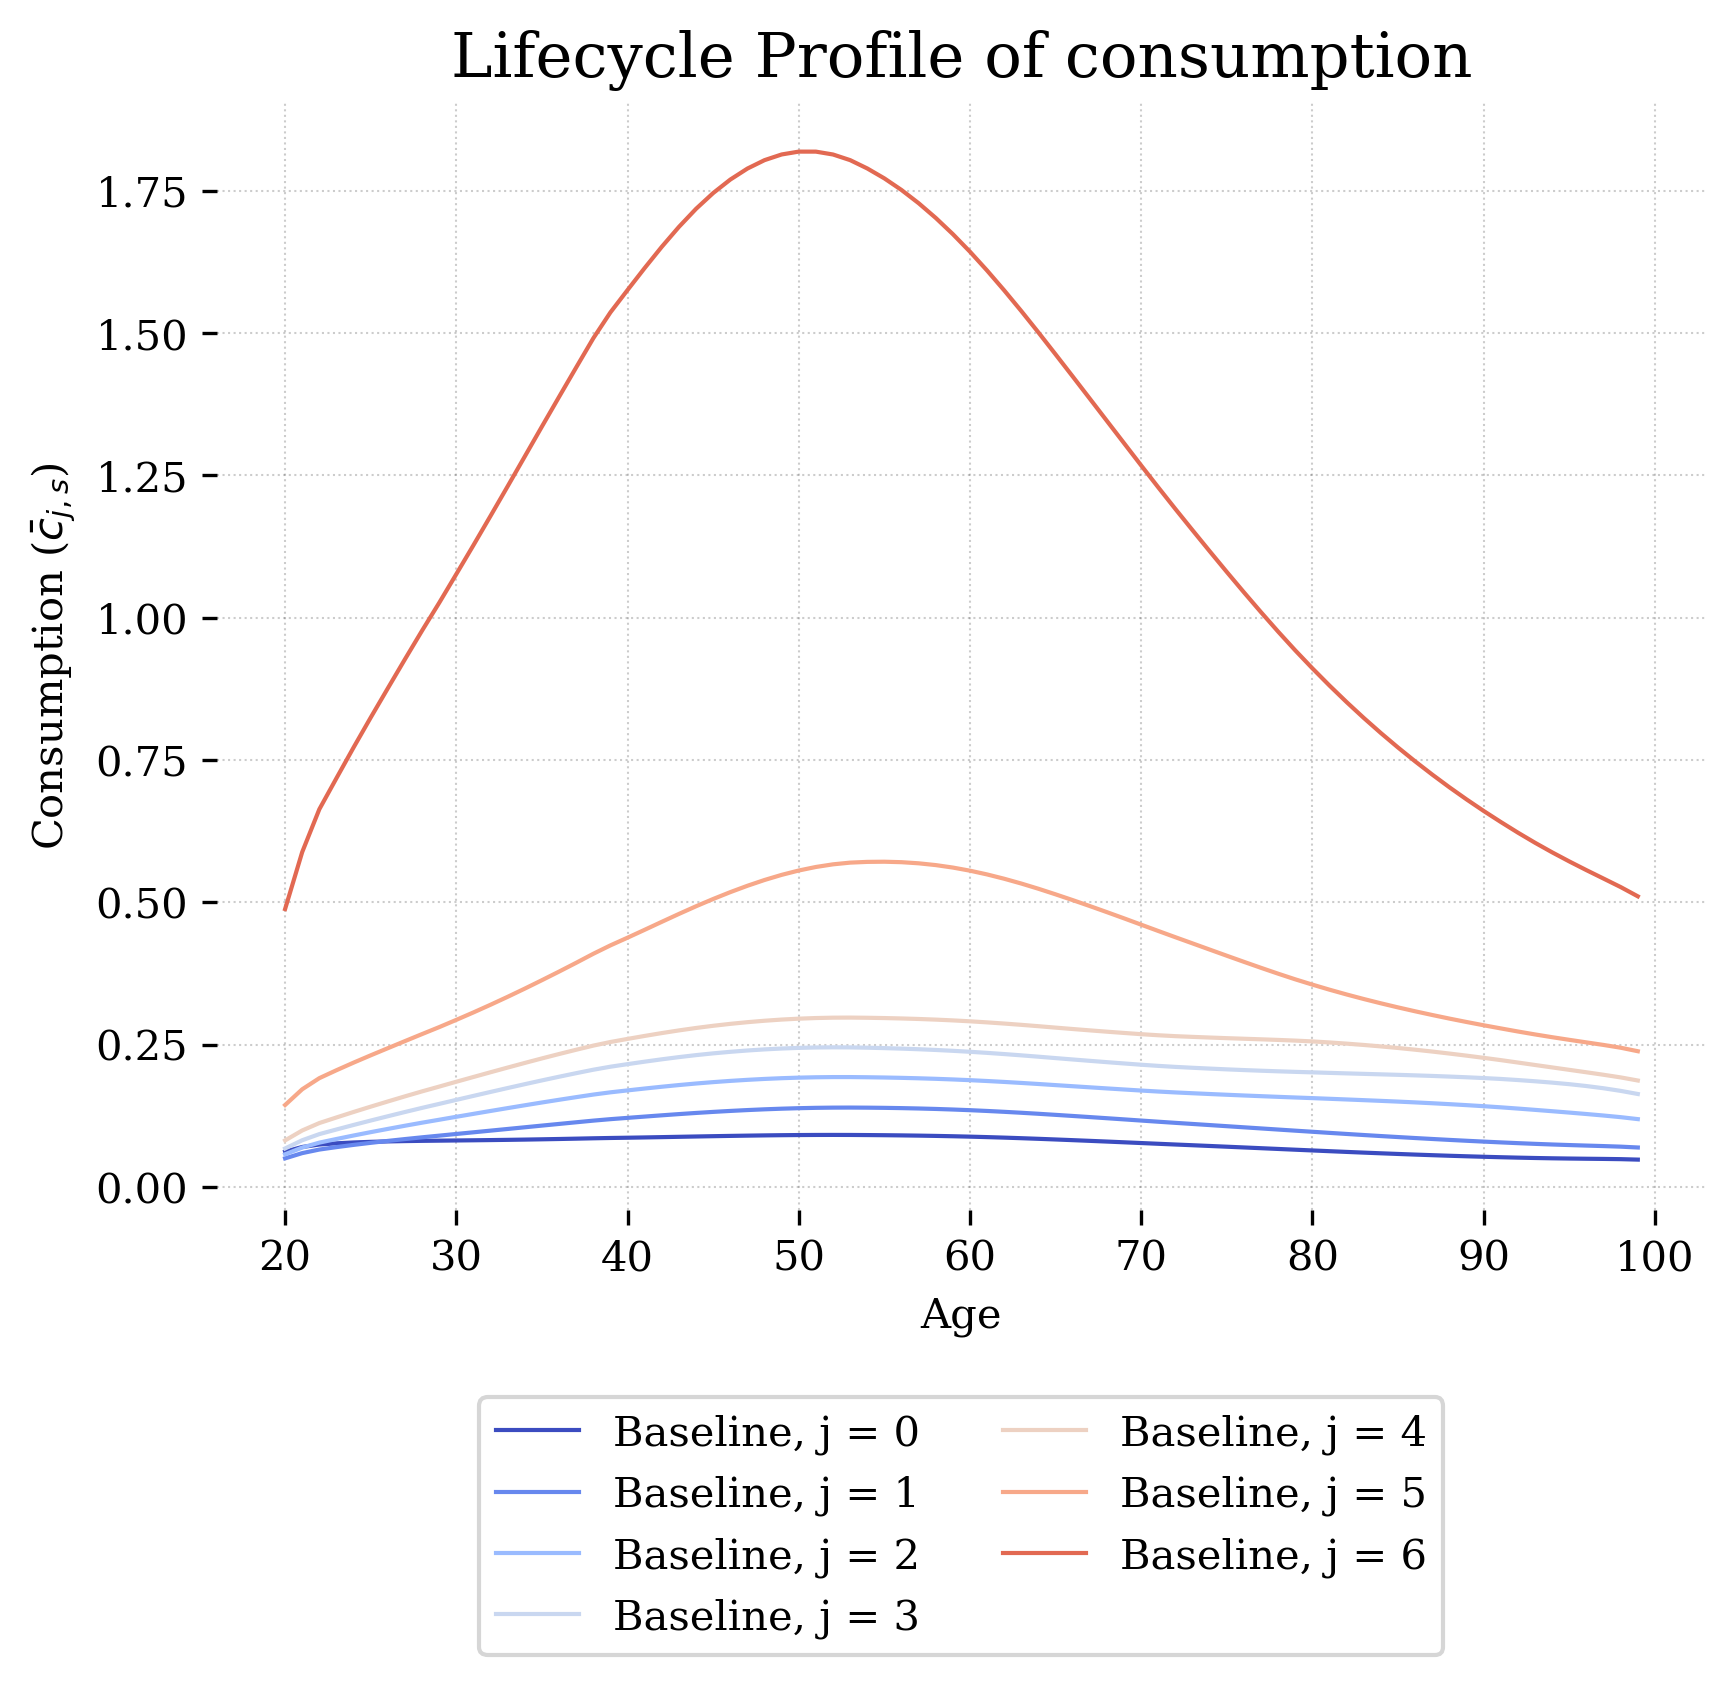 Lifecycle Profile of consumption
Consumption (c̄ⱼ,ₛ)
1.75
1.50
1.25
1.00
0.75
0.50
0.25
0.00
20 30 40 50 60 70 80 90 100
Age
Baseline, j = 0
Baseline, j = 1
Baseline, j = 2
Baseline, j = 3
Baseline, j = 4
Baseline, j = 5
Baseline, j = 6